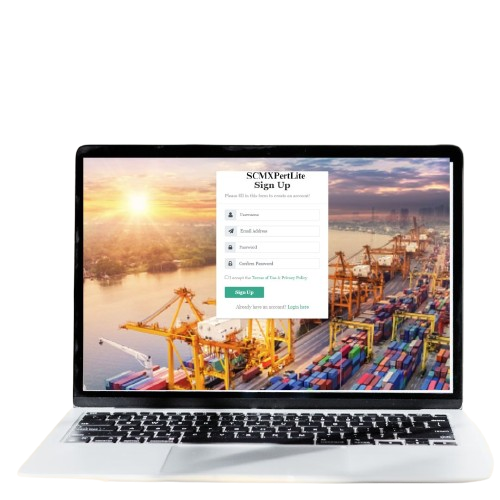 SCMXPertLite
Sign Up
Please fill in this form to create an account!
Username
Email Address
Password
Confirm Password
I accept the Terms of Use & Privacy Policy
Sign Up
Already have an account? Login here